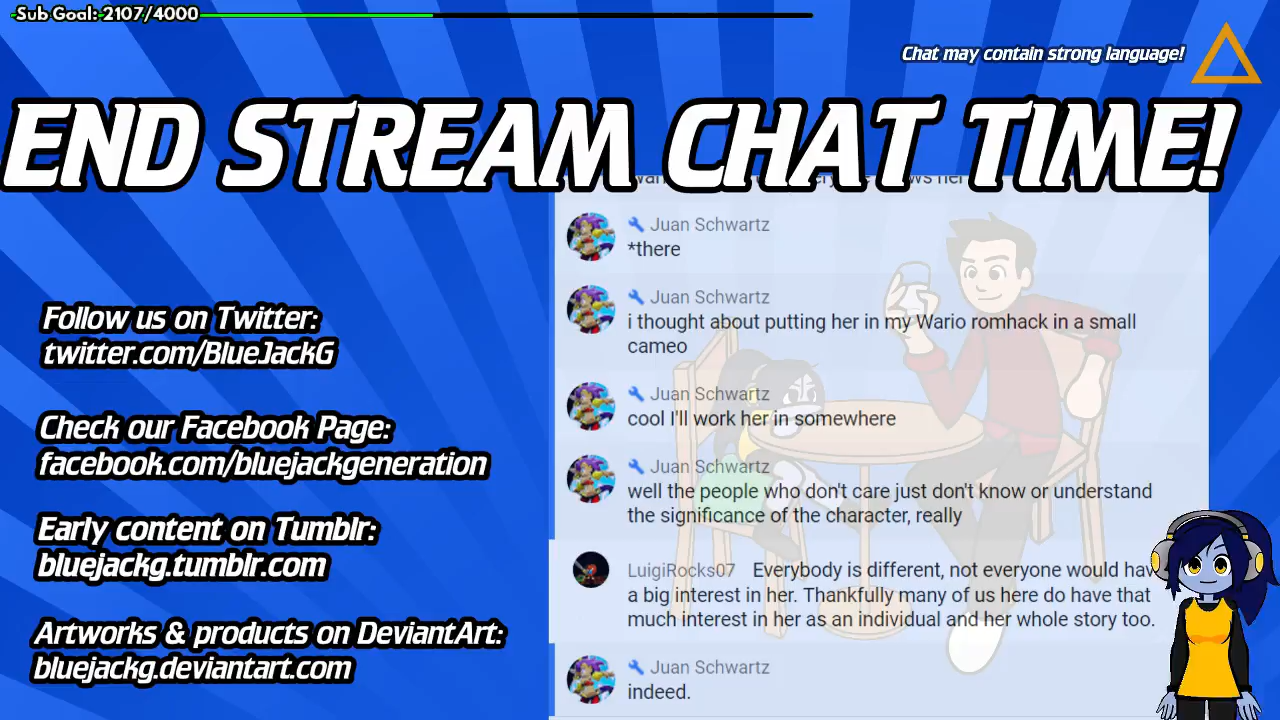 Sub Goal: 2107/4000
Chat may contain strong language!
END STREAM CHAT TIME!
Follow us on Twitter:
twitter.com/BlueJackG
Check our Facebook Page:
facebook.com/bluejackgeneration
Early content on Tumblr:
bluejackg.tumblr.com
Artworks & products on DeviantArt:
bluejackg.deviantart.com
Juan Schwartz
*there
Juan Schwartz
i thought about putting her in my Wario romhack in a small
cameo
Juan Schwartz
cool I'll work her in somewhere
Juan Schwartz
well the people who don't care just don't know or understand
the significance of the character, really
LuigiRocks07 Everybody is different, not everyone would hav
a big interest in her. Thankfully many of us here do have that
much interest in her as an individual and her whole story too.
Juan Schwartz
indeed.